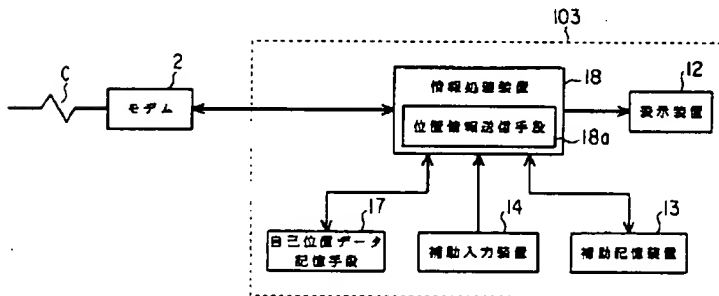 103
C
2
モデム
情報処理装置
18
位置情報送信手段
18a
12
表示装置
17
自己位置データ
記憶手段
14
補助入力装置
13
補助記憶装置